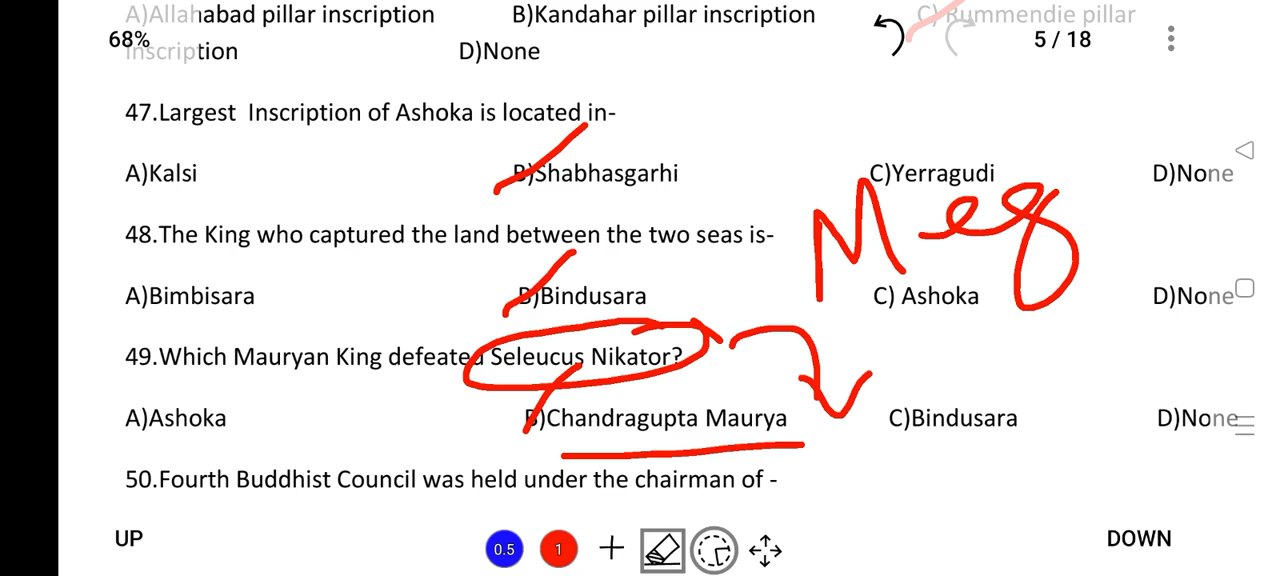 A)Allahabad pillar inscription B)Kandahar pillar inscription C) Rummendie pillar
68% 5 / 18
inscription D)None
47.Largest Inscription of Ashoka is located in-
A)Kalsi B)Shabhasgarhi C)Yerragudi D)None
Meg
48.The King who captured the land between the two seas is-
A)Bimbisara B)Bindusara C) Ashoka D)None
49.Which Mauryan King defeated Seleucus Nikator?
A)Ashoka B)Chandragupta Maurya C)Bindusara D)None
50.Fourth Buddhist Council was held under the chairman of -
UP DOWN
0.5 1